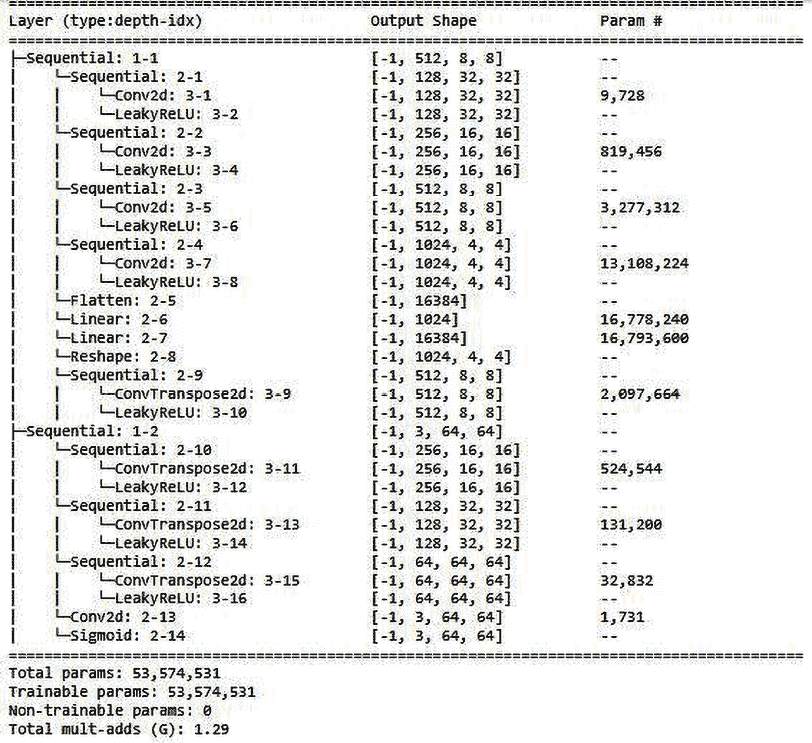 ==========================================================================================
Layer (type:depth-idx)                   Output Shape              Param #
==========================================================================================
├─Sequential: 1-1                        [-1, 512, 8, 8]           --
|    └─Sequential: 2-1                   [-1, 128, 32, 32]         --
|    |    └─Conv2d: 3-1                  [-1, 128, 32, 32]         9,728
|    |    └─LeakyReLU: 3-2               [-1, 128, 32, 32]         --
|    └─Sequential: 2-2                   [-1, 256, 16, 16]         --
|    |    └─Conv2d: 3-3                  [-1, 256, 16, 16]         819,456
|    |    └─LeakyReLU: 3-4               [-1, 256, 16, 16]         --
|    └─Sequential: 2-3                   [-1, 512, 8, 8]           --
|    |    └─Conv2d: 3-5                  [-1, 512, 8, 8]           3,277,312
|    |    └─LeakyReLU: 3-6               [-1, 512, 8, 8]           --
|    └─Sequential: 2-4                   [-1, 1024, 4, 4]          --
|    |    └─Conv2d: 3-7                  [-1, 1024, 4, 4]          13,108,224
|    |    └─LeakyReLU: 3-8               [-1, 1024, 4, 4]          --
|    └─Flatten: 2-5                      [-1, 16384]               --
|    └─Linear: 2-6                       [-1, 1024]                16,778,240
|    └─Linear: 2-7                       [-1, 16384]               16,793,600
|    └─Reshape: 2-8                      [-1, 1024, 4, 4]          --
|    └─Sequential: 2-9                   [-1, 512, 8, 8]           --
|    |    └─ConvTranspose2d: 3-9         [-1, 512, 8, 8]           2,097,664
|    |    └─LeakyReLU: 3-10              [-1, 512, 8, 8]           --
├─Sequential: 1-2                        [-1, 3, 64, 64]           --
|    └─Sequential: 2-10                  [-1, 256, 16, 16]         --
|    |    └─ConvTranspose2d: 3-11        [-1, 256, 16, 16]         524,544
|    |    └─LeakyReLU: 3-12              [-1, 256, 16, 16]         --
|    └─Sequential: 2-11                  [-1, 128, 32, 32]         --
|    |    └─ConvTranspose2d: 3-13        [-1, 128, 32, 32]         131,200
|    |    └─LeakyReLU: 3-14              [-1, 128, 32, 32]         --
|    └─Sequential: 2-12                  [-1, 64, 64, 64]          --
|    |    └─ConvTranspose2d: 3-15        [-1, 64, 64, 64]          32,832
|    |    └─LeakyReLU: 3-16              [-1, 64, 64, 64]          --
|    └─Conv2d: 2-13                      [-1, 3, 64, 64]           1,731
|    └─Sigmoid: 2-14                     [-1, 3, 64, 64]           --
==========================================================================================
Total params: 53,574,531
Trainable params: 53,574,531
Non-trainable params: 0
Total mult-adds (G): 1.29